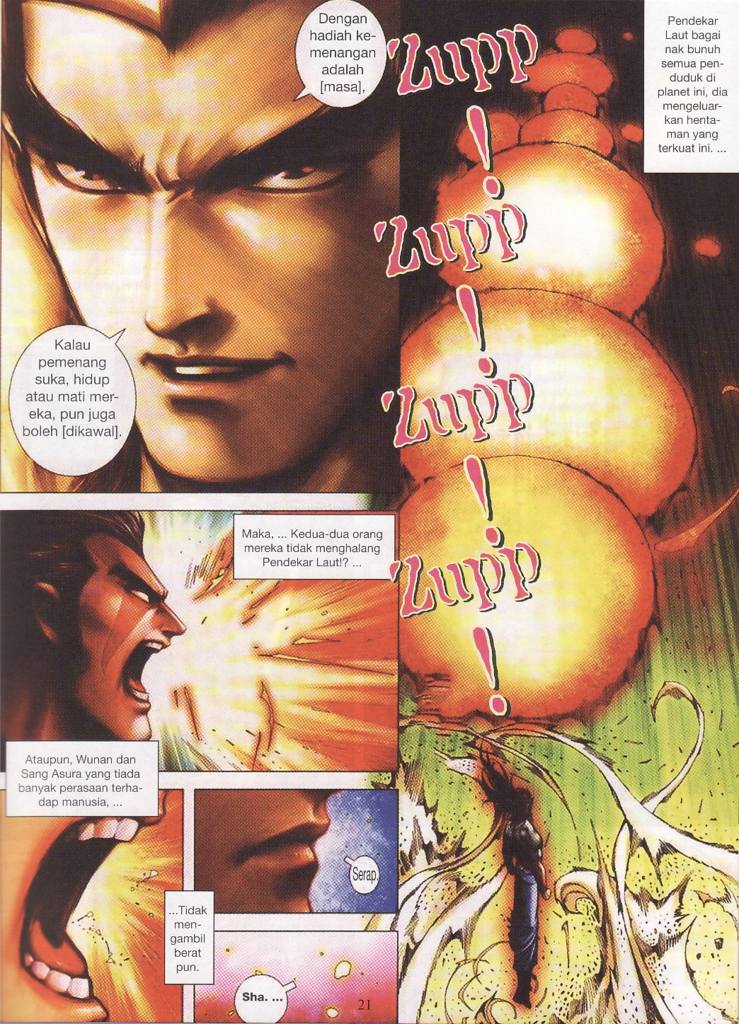 Dengan
hadiah ke-
menangan
adalah
[masa],
Kalau
pemenang
suka, hidup
atau mati mer-
eka, pun juga
boleh [dikawal].
Pendekar
Laut bagai
nak bunuh
semua pen-
duduk di
planet ini, dia
mengeluar-
kan henta-
man yang
terkuat ini. ...
'Zupp
!
'Zupp
!
'Zupp
!
'Zupp
!
Maka, ... Kedua-dua orang
mereka tidak menghalang
Pendekar Laut!? ...
Ataupun, Wunan dan
Sang Asura yang tiada
banyak perasaan terha-
dap manusia, ...
...Tidak
men-
gambil
berat
pun.
Serap.
Sha. ...
21